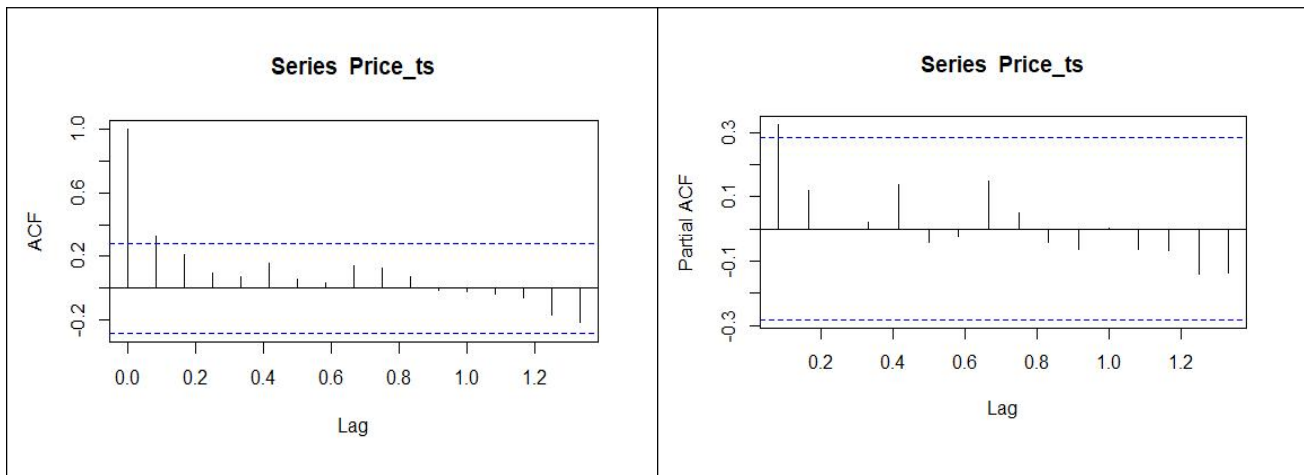 Series Price_ts
ACF
1.0
0.6
0.2
-0.2
0.0 0.2 0.4 0.6 0.8 1.0 1.2
Lag
Series Price_ts
Partial ACF
0.3
0.1
-0.1
-0.3
0.2 0.4 0.6 0.8 1.0 1.2
Lag